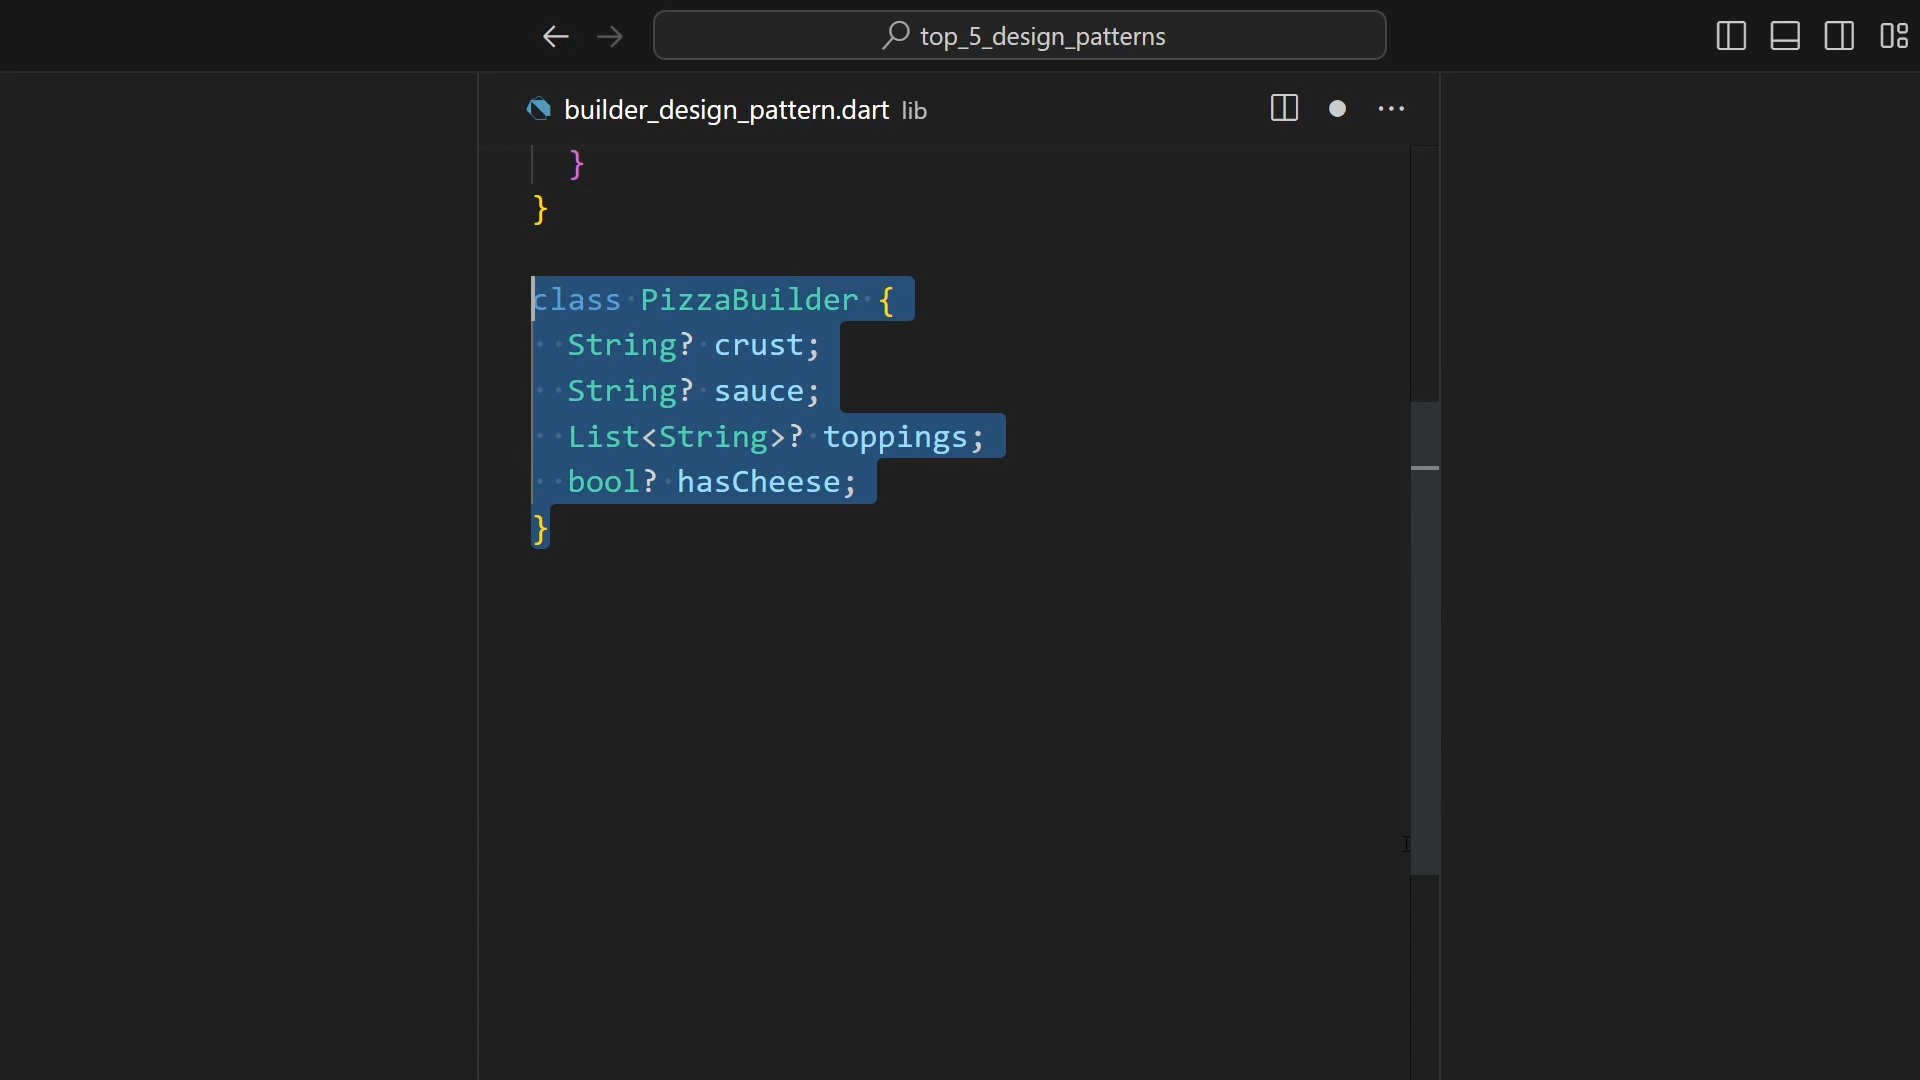 top_5_design_patterns
builder_design_pattern.dart lib
}
}
class PizzaBuilder {
String? crust;
String? sauce;
List<String>? toppings;
bool? hasCheese;
}